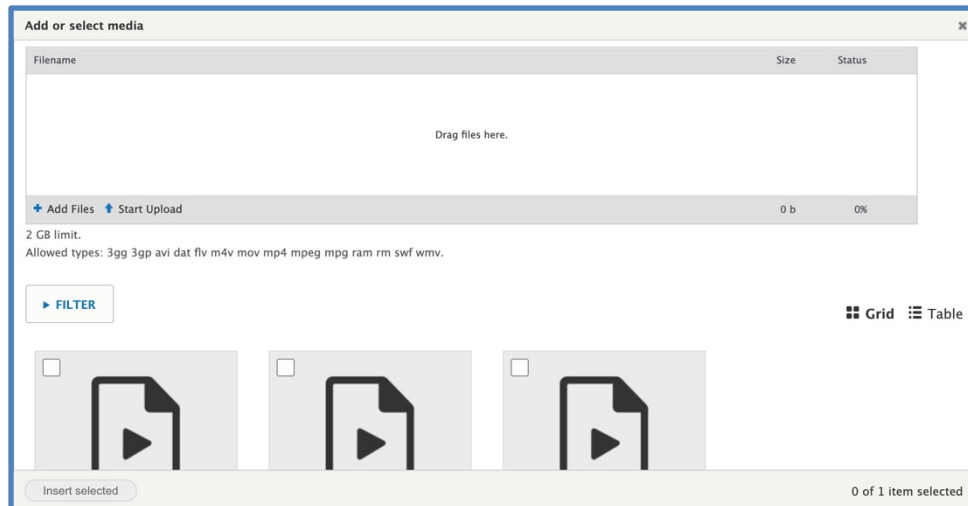 Add or select media
Filename Size Status
Drag files here.
Add Files Start Upload 0 b 0%
2 GB limit.
Allowed types: 3gg 3gp avi dat flv m4v mov mp4 mpeg mpg ram rm swf wmv.
FILTER
Grid Table
Insert selected 0 of 1 item selected